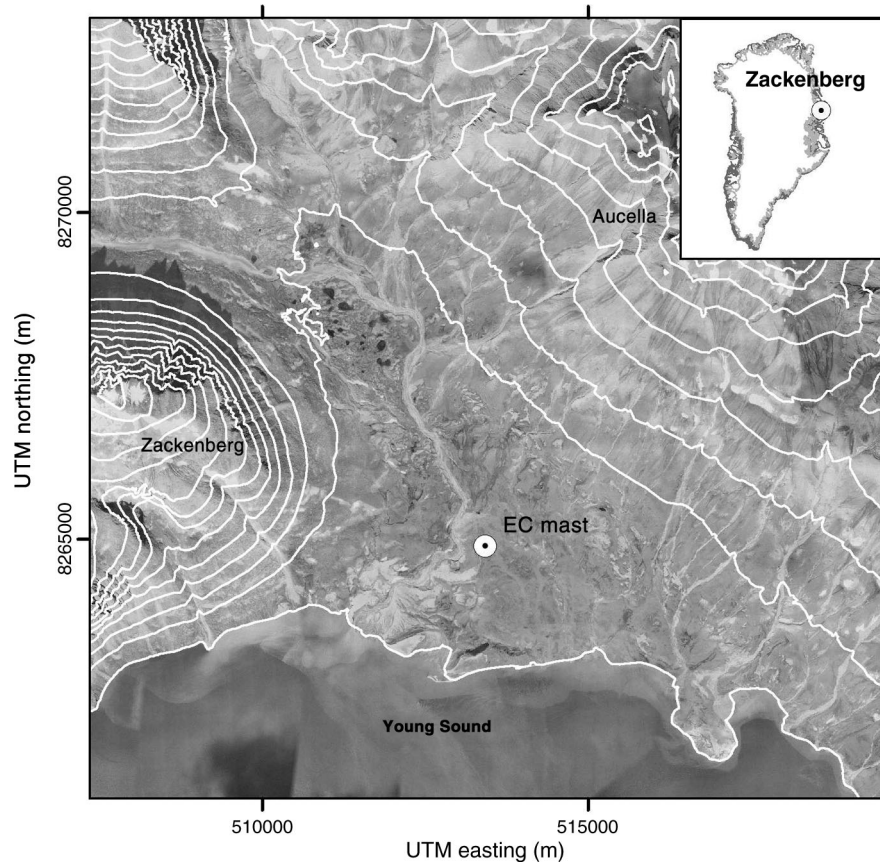 Zackenberg
Aucella
8270000
UTM northing (m)
Zackenberg
EC mast
8265000
Young Sound
510000
515000
UTM easting (m)